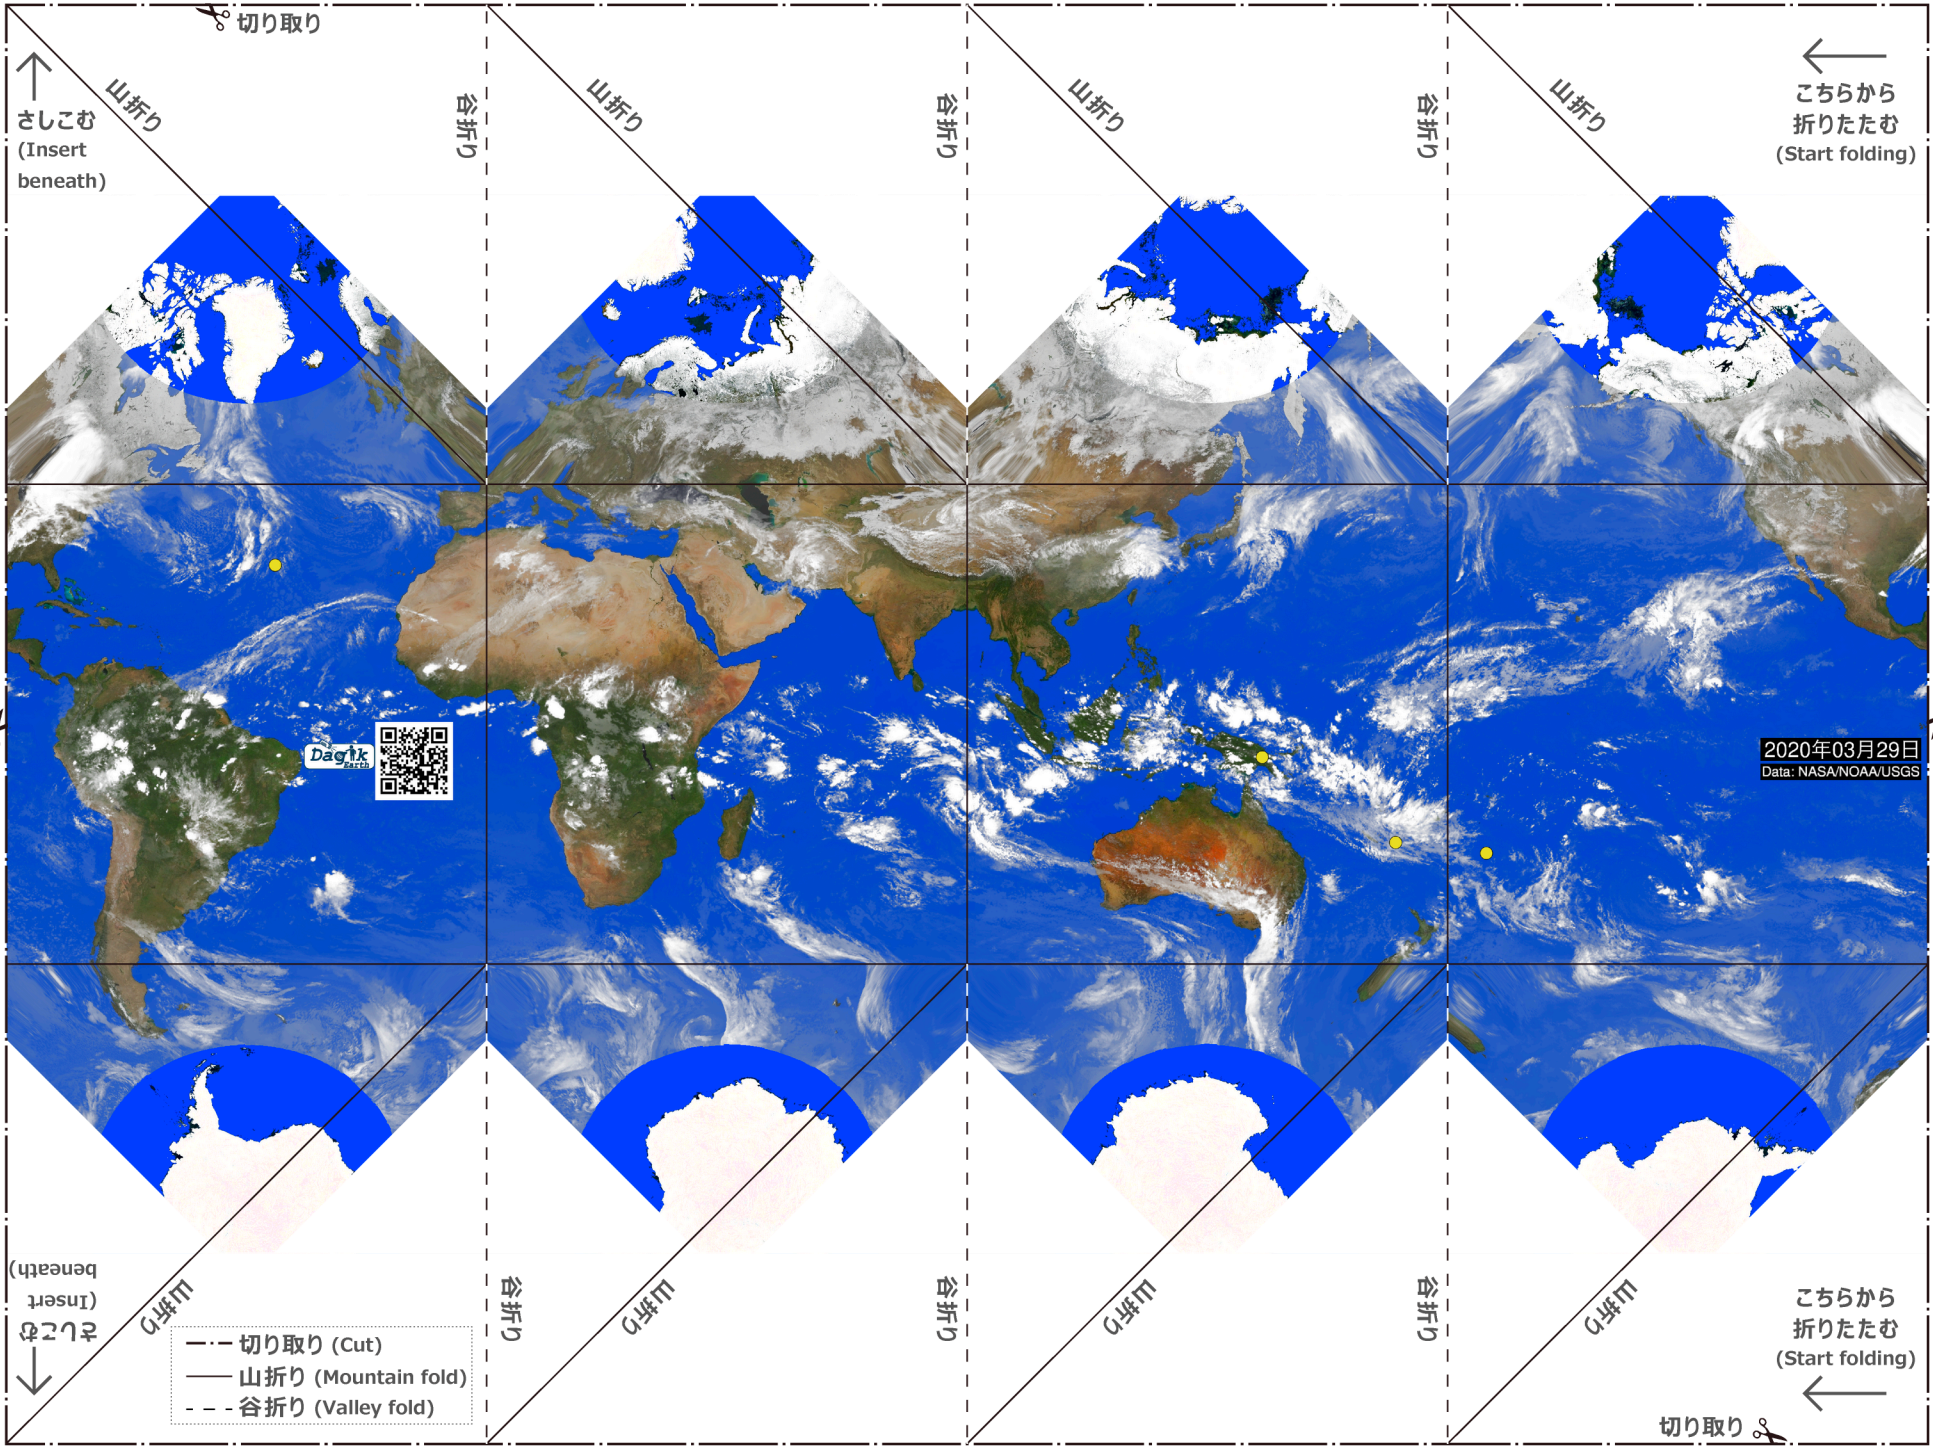 切り取り
山折り
谷折り
山折り
谷折り
山折り
谷折り
山折り
さしこむ
(Insert
beneath)
こちらから
折りたたむ
(Start folding)
Dagik
Earth
2020年03月29日
Data: NASA/NOAA/USGS
さしこむ
(Insert
beneath)
山折り
谷折り
山折り
谷折り
山折り
谷折り
山折り
切り取り (Cut)
山折り (Mountain fold)
谷折り (Valley fold)
こちらから
折りたたむ
(Start folding)
切り取り